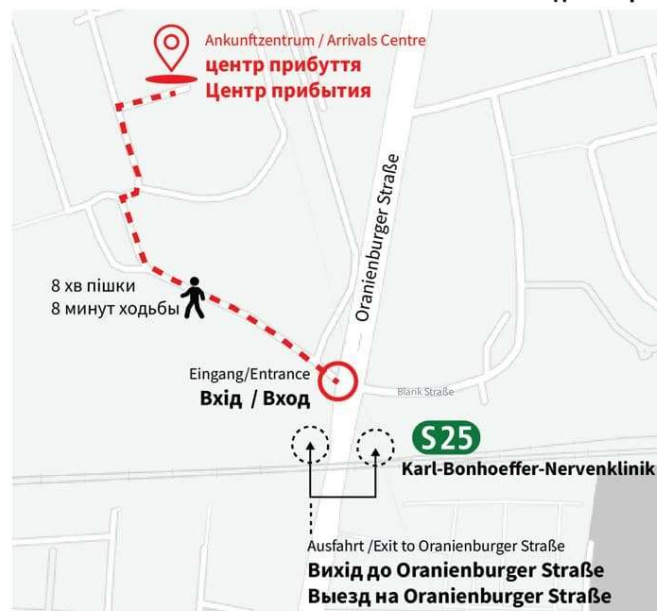 Ankunftzentrum / Arrivals Centre
центр прибуття
Центр прибытия
Oranienburger Straße
8 хв пішки
8 минут ходьбы
Eingang/Entrance
Вхід / Вход
Blank Straße
S25
Karl-Bonhoeffer-Nervenklinik
Ausfahrt /Exit to Oranienburger Straße
Вихід до Oranienburger Straße
Выезд на Oranienburger Straße